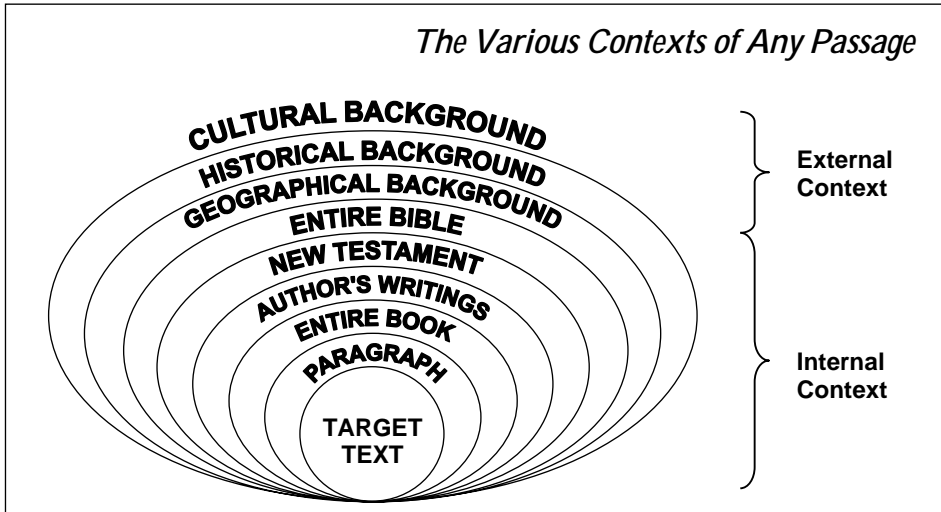 The Various Contexts of Any Passage
CULTURAL BACKGROUND
HISTORICAL BACKGROUND
GEOGRAPHICAL BACKGROUND
ENTIRE BIBLE
NEW TESTAMENT
AUTHOR'S WRITINGS
ENTIRE BOOK
PARAGRAPH
TARGET
TEXT
External
Context
Internal
Context